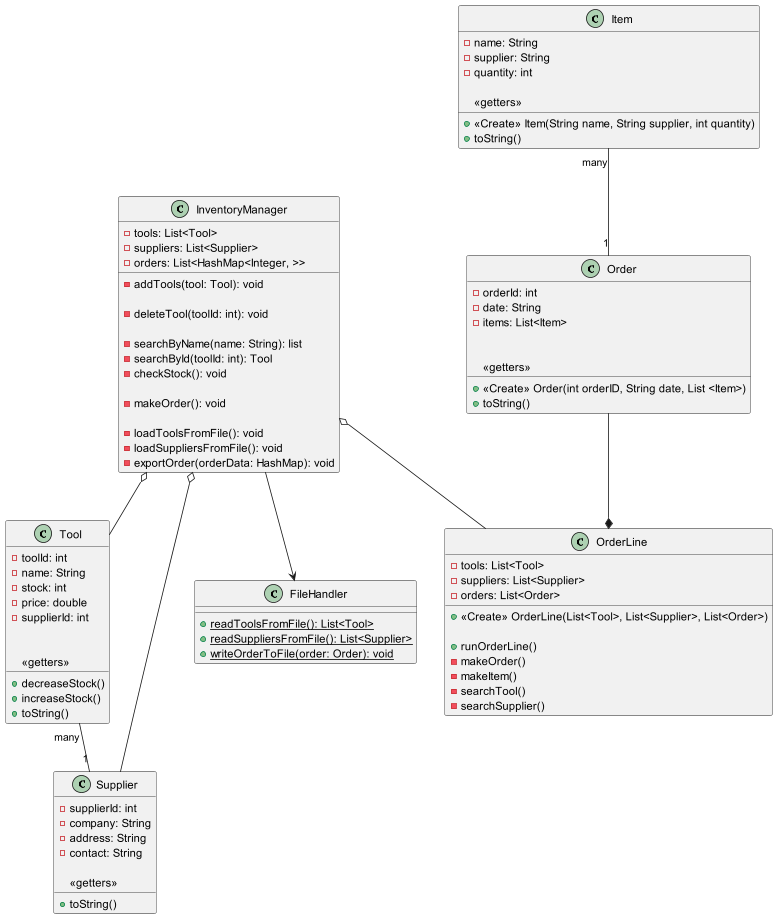 C Item
name: String
supplier: String
quantity: int
«getters»
«Create» Item(String name, String supplier, int quantity)
toString()
many
1
C InventoryManager
tools: List<Tool>
suppliers: List<Supplier>
orders: List<HashMap<Integer, >>
addTools(tool: Tool): void
deleteTool(toolId: int): void
searchByName(name: String): list
searchById(toolId: int): Tool
checkStock(): void
makeOrder(): void
loadToolsFromFile(): void
loadSuppliersFromFile(): void
exportOrder(orderData: HashMap): void
C Order
orderId: int
date: String
items: List<Item>
«getters»
«Create» Order(int orderID, String date, List <Item>)
toString()
C Tool
toolId: int
name: String
stock: int
price: double
supplierId: int
«getters»
decreaseStock()
increaseStock()
toString()
many
1
C FileHandler
readToolsFromFile(): List<Tool>
readSuppliersFromFile(): List<Supplier>
writeOrderToFile(order: Order): void
C OrderLine
tools: List<Tool>
suppliers: List<Supplier>
orders: List<Order>
«Create» OrderLine(List<Tool>, List<Supplier>, List<Order>)
runOrderLine()
makeOrder()
makeItem()
searchTool()
searchSupplier()
C Supplier
supplierId: int
company: String
address: String
contact: String
«getters»
toString()